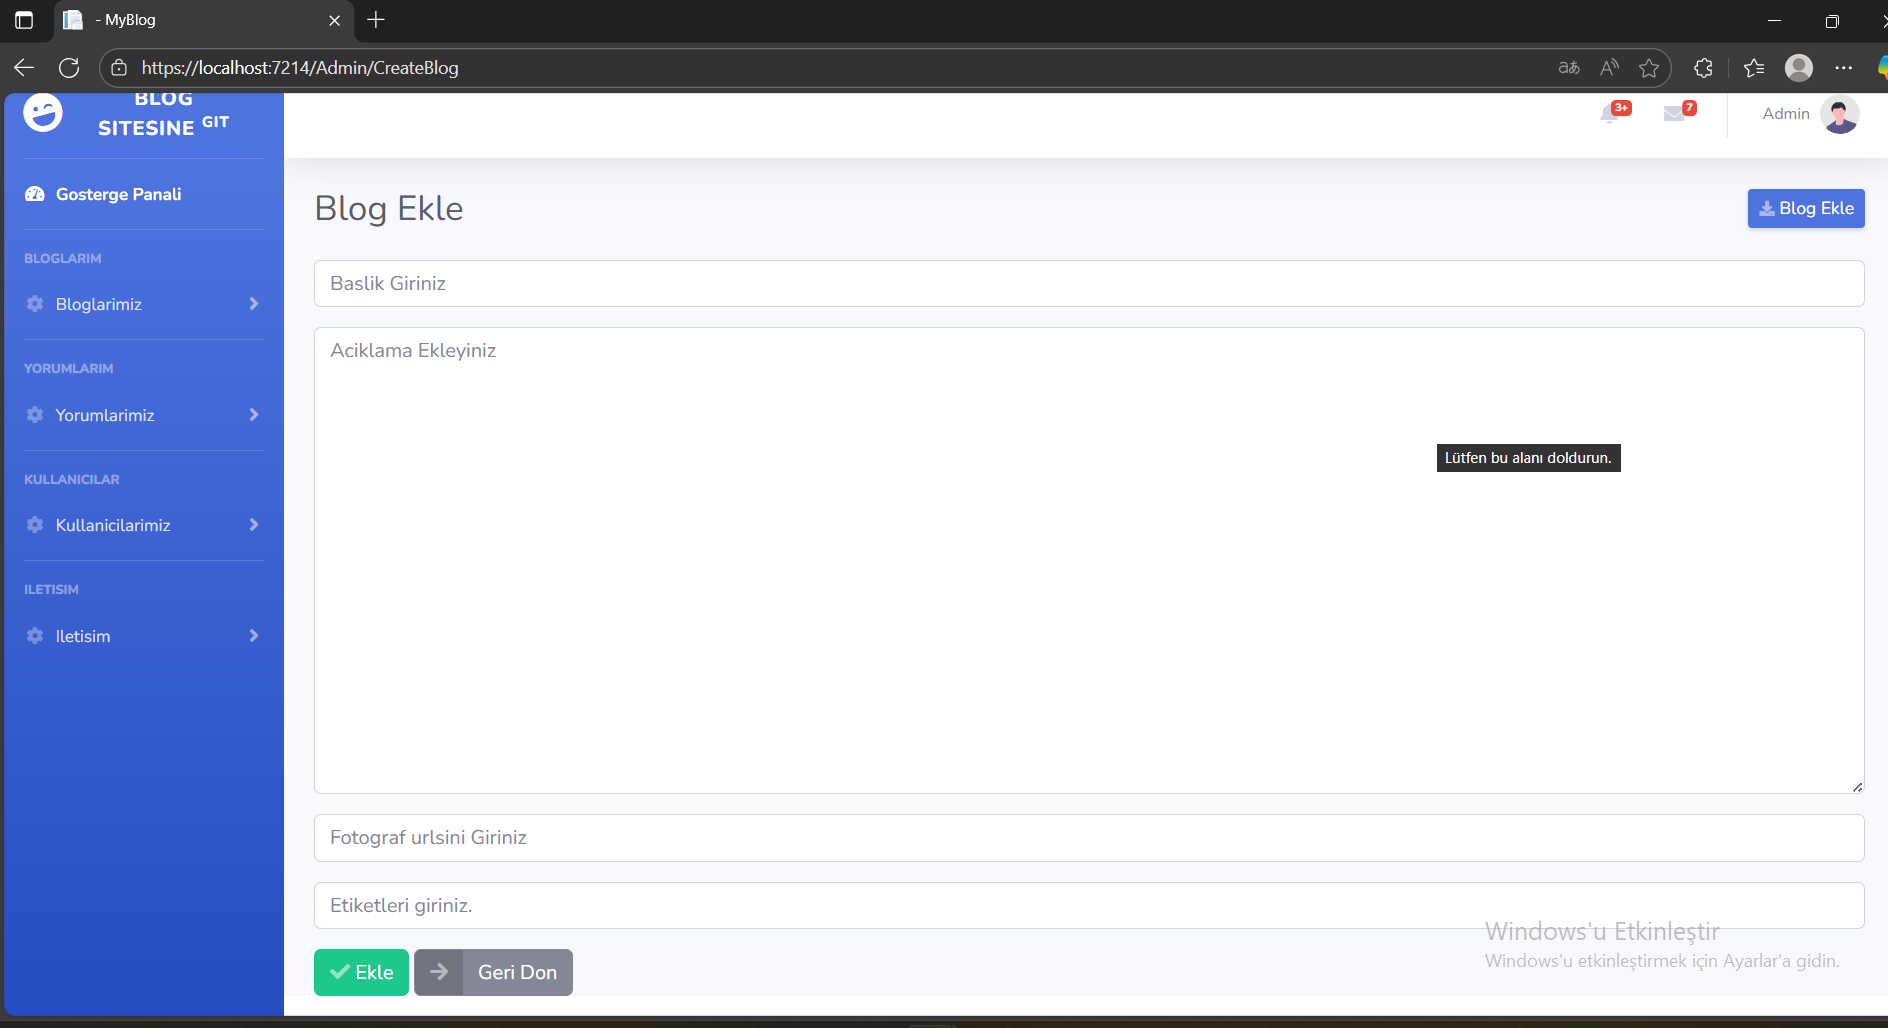 - MyBlog
https://localhost:7214/Admin/CreateBlog
BLOG
SITESINE GIT
3+
7
Admin
Gosterge Panali
BLOGLARIM
Bloglarimiz
YORUMLARIM
Yorumlarimiz
KULLANICILAR
Kullanicilarimiz
ILETISIM
Iletisim
Blog Ekle
Blog Ekle
Baslik Giriniz
Aciklama Ekleyiniz
Lütfen bu alanı doldurun.
Fotograf urlsini Giriniz
Etiketleri giriniz.
Ekle
Geri Don
Windows'u Etkinleştir
Windows'u etkinleştirmek için Ayarlar'a gidin.